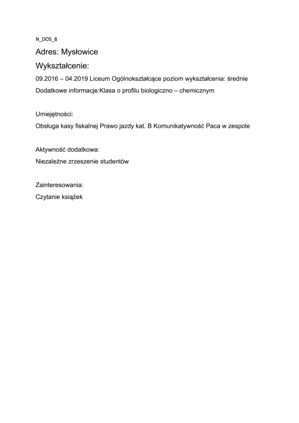 N_DO5_8
Adres: Mysłowice
Wykształcenie:
09.2016 – 04.2019 Liceum Ogólnokształcące poziom wykształcenia: średnie
Dodatkowe informacje:Klasa o profilu biologiczno – chemicznym
Umiejętności:
Obsługa kasy fiskalnej Prawo jazdy kat. B Komunikatywność Paca w zespole
Aktywność dodatkowa:
Niezależne zrzeszenie studentów
Zainteresowania:
Czytanie książek